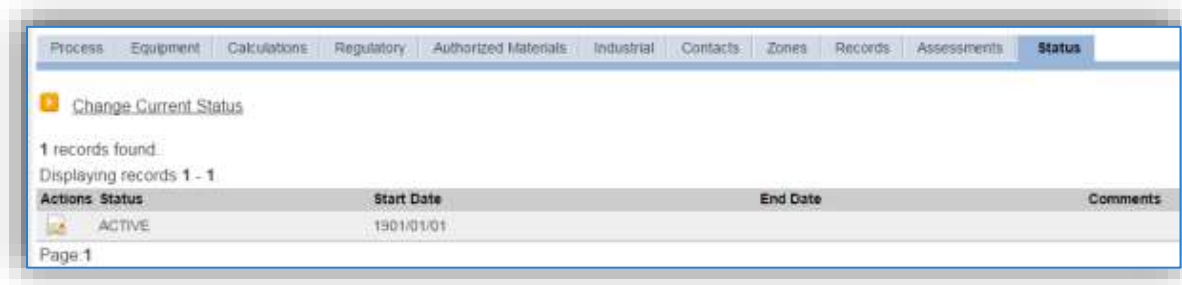 Process Equipment Calculations Regulatory Authorized Materials Industrial Contacts Zones Records Assessments Status
Change Current Status
1 records found.
Displaying records 1 - 1.
Actions Status Start Date End Date Comments
ACTIVE 1901/01/01
Page:1